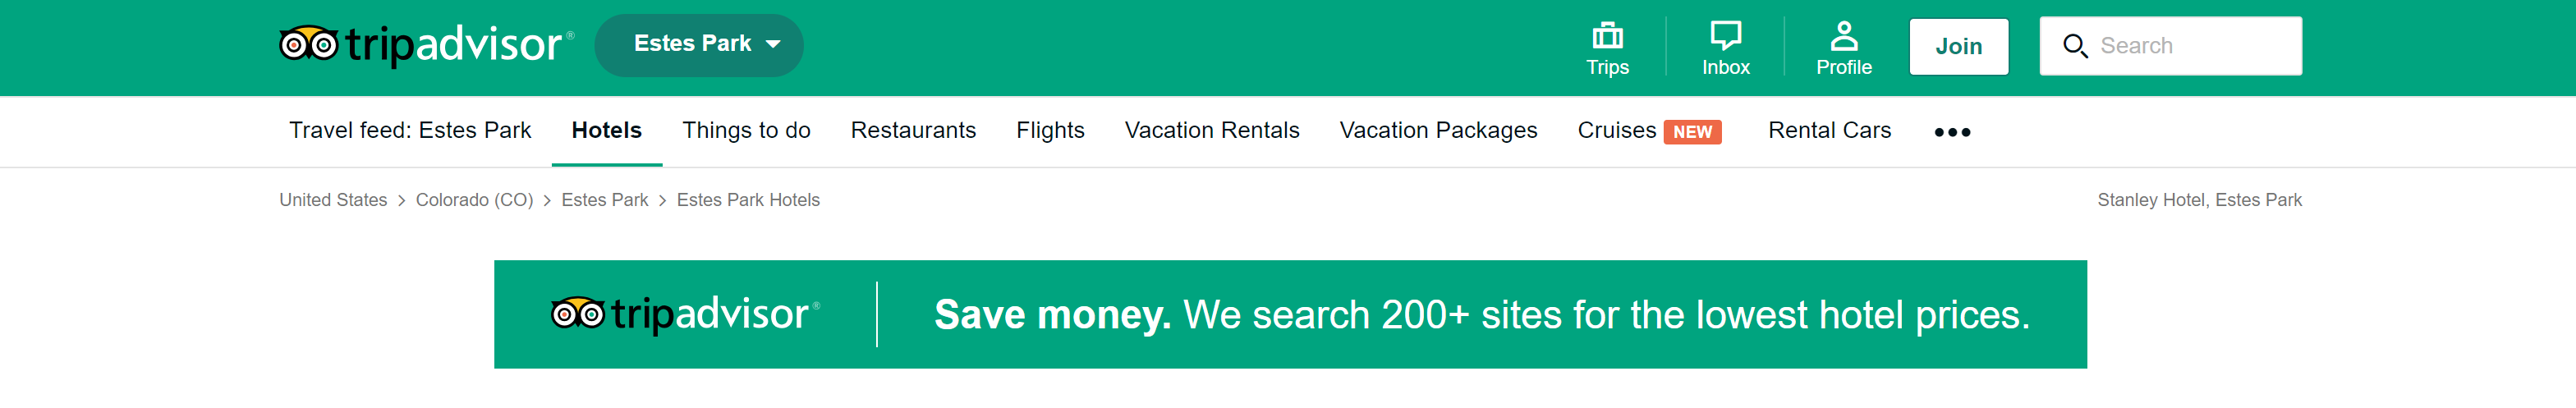 tripadvisor® Estes Park Trips Inbox Profile Join Search
Travel feed: Estes Park Hotels Things to do Restaurants Flights Vacation Rentals Vacation Packages Cruises NEW Rental Cars
United States > Colorado (CO) > Estes Park > Estes Park Hotels Stanley Hotel, Estes Park
tripadvisor® Save money. We search 200+ sites for the lowest hotel prices.